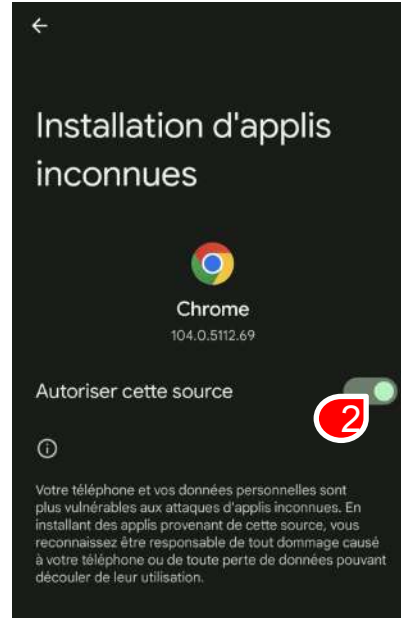 Installation d'applis
inconnues
Chrome
104.0.5112.69
Autoriser cette source
2
Votre téléphone et vos données personnelles sont
plus vulnérables aux attaques d'applis inconnues. En
installant des applis provenant de cette source, vous
reconnaissez être responsable de tout dommage causé
à votre téléphone ou de toute perte de données pouvant
découler de leur utilisation.